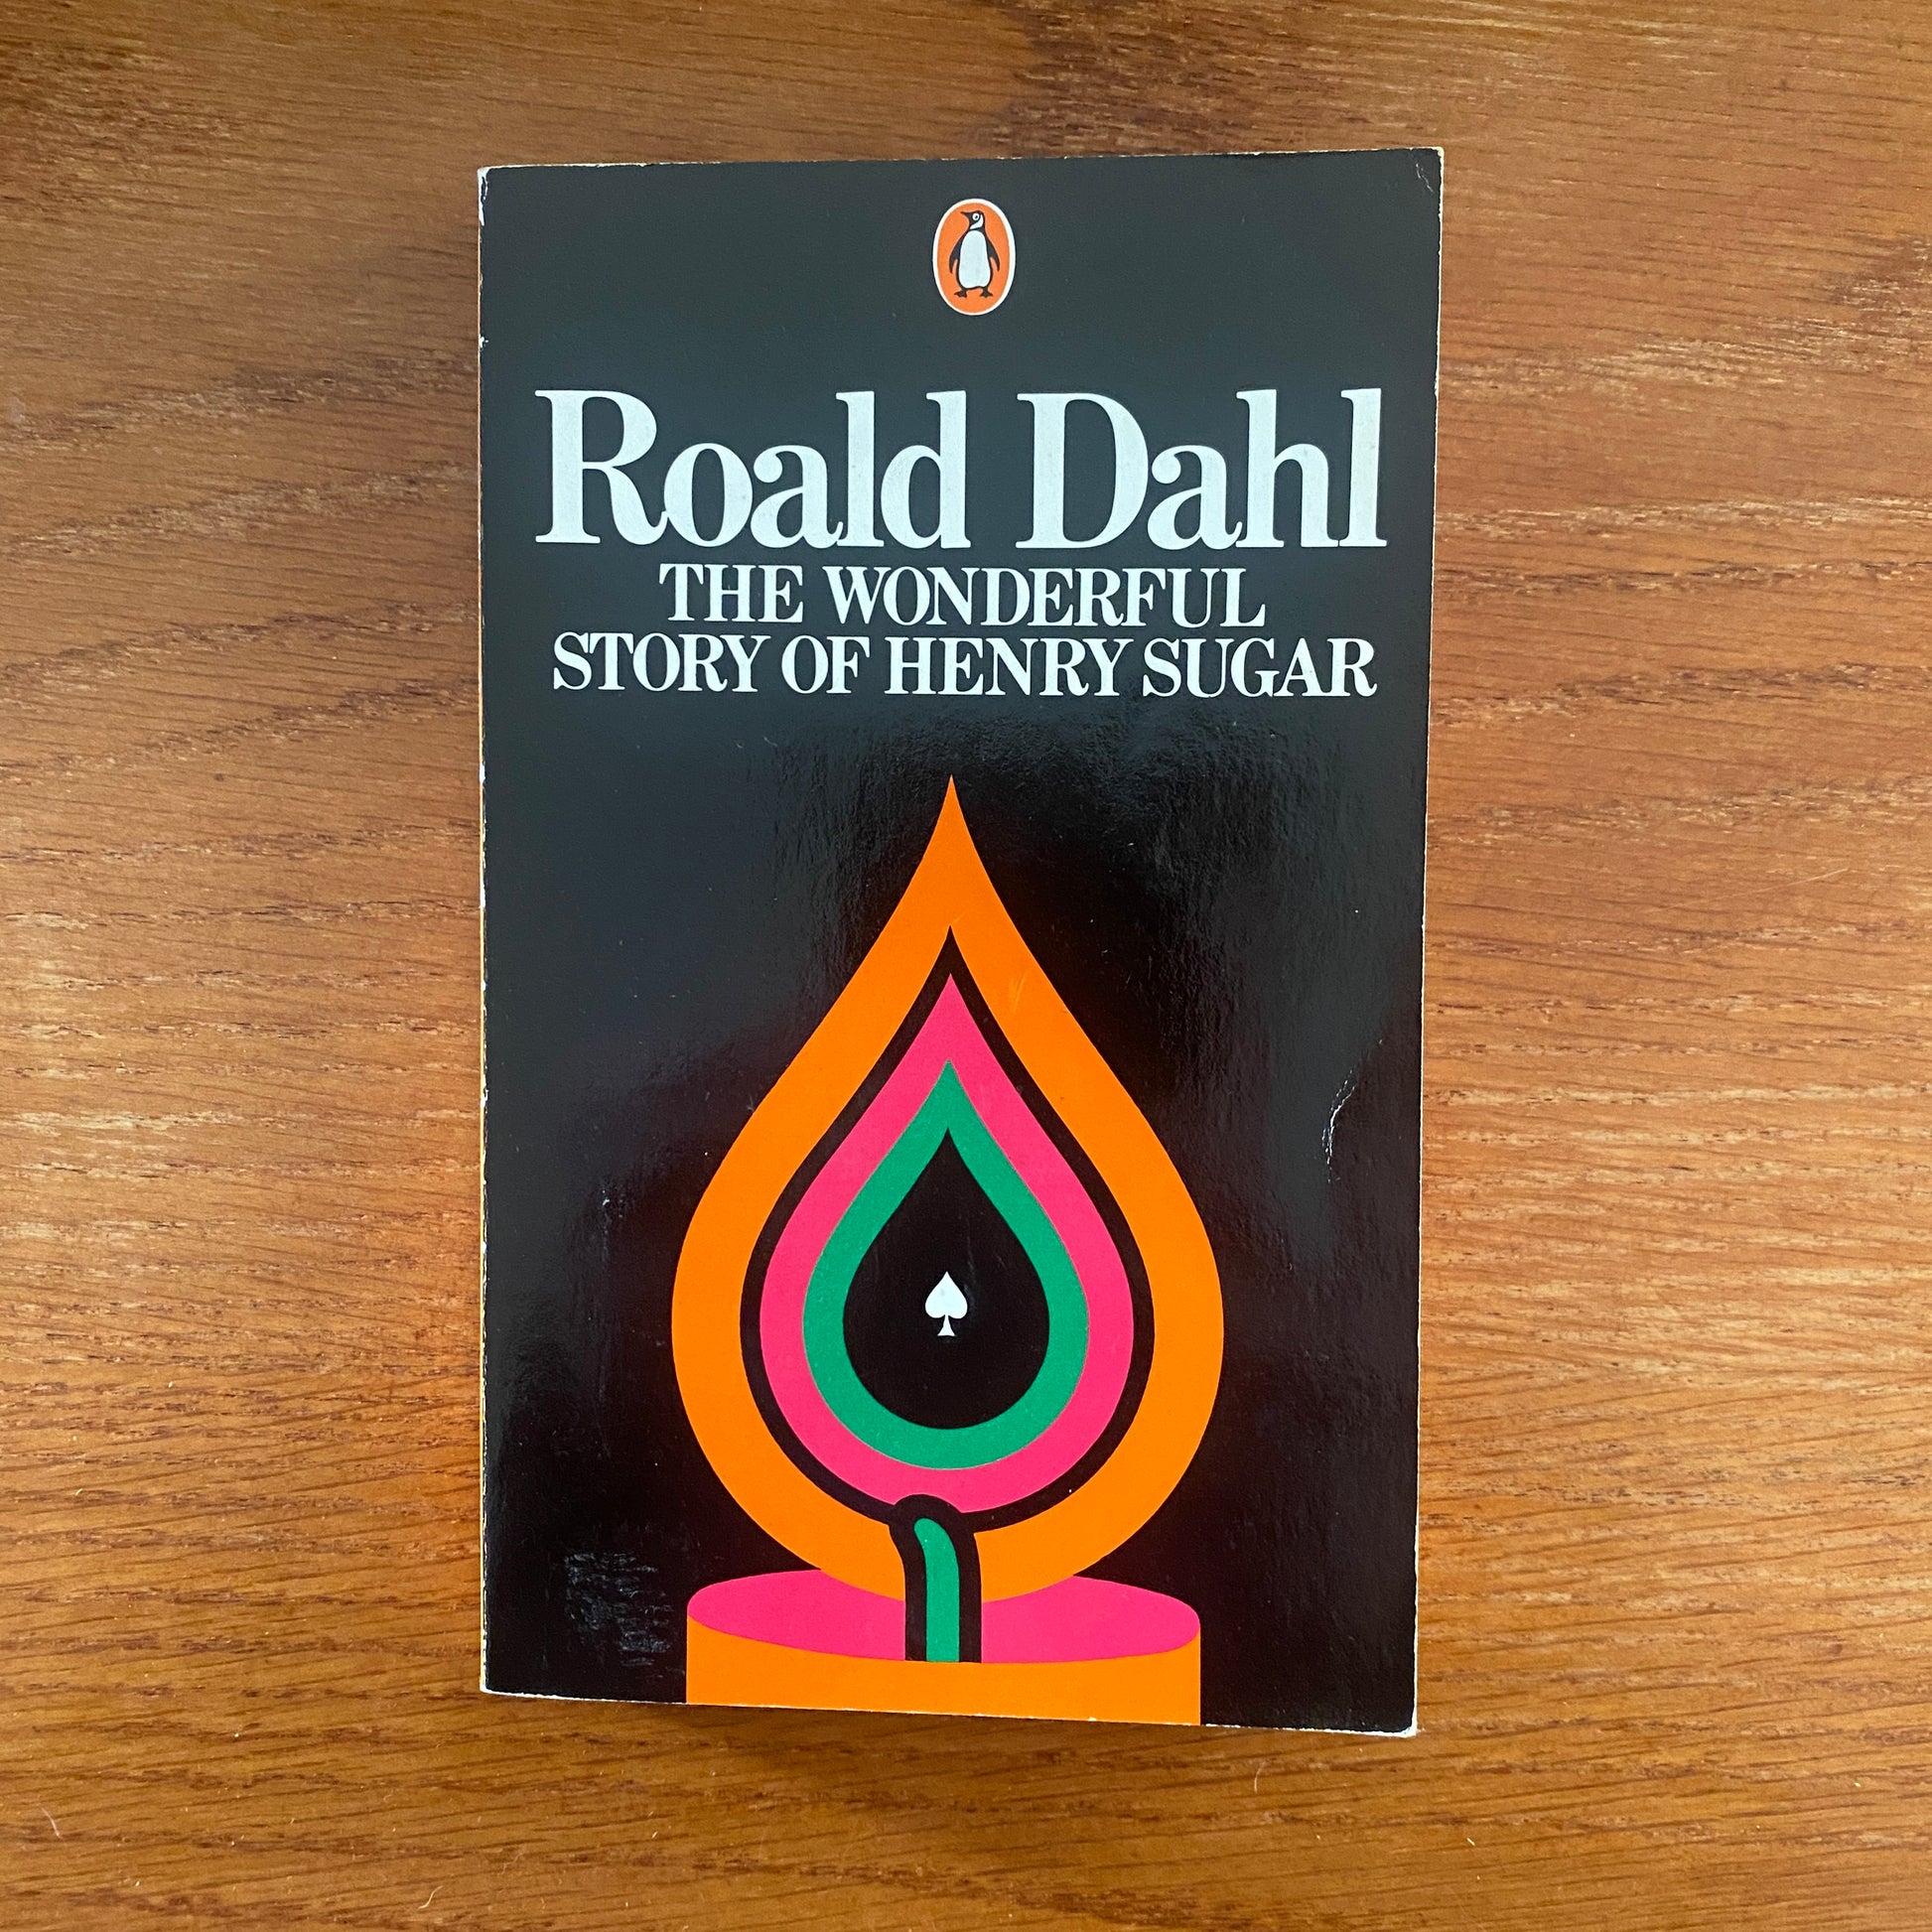 Roald Dahl
THE WONDERFUL
STORY OF HENRY SUGAR